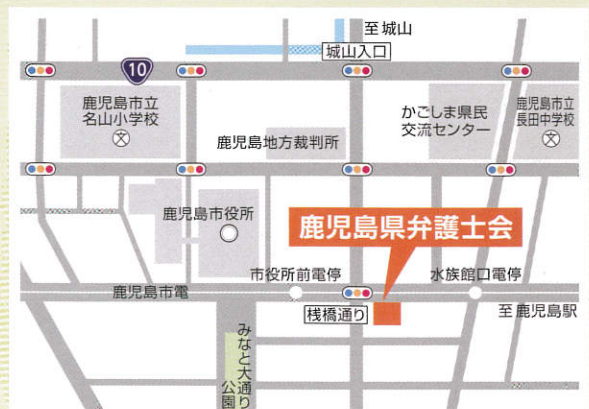 至城山
城山入口
10
鹿児島市立
名山小学校
文
鹿児島地方裁判所
かごしま県民
交流センター
鹿児島市立
長田中学校
文
鹿児島市役所
鹿児島県弁護士会
市役所前電停
水族館口電停
鹿児島市電
桟橋通り
至鹿児島駅
みなと大通り
公園